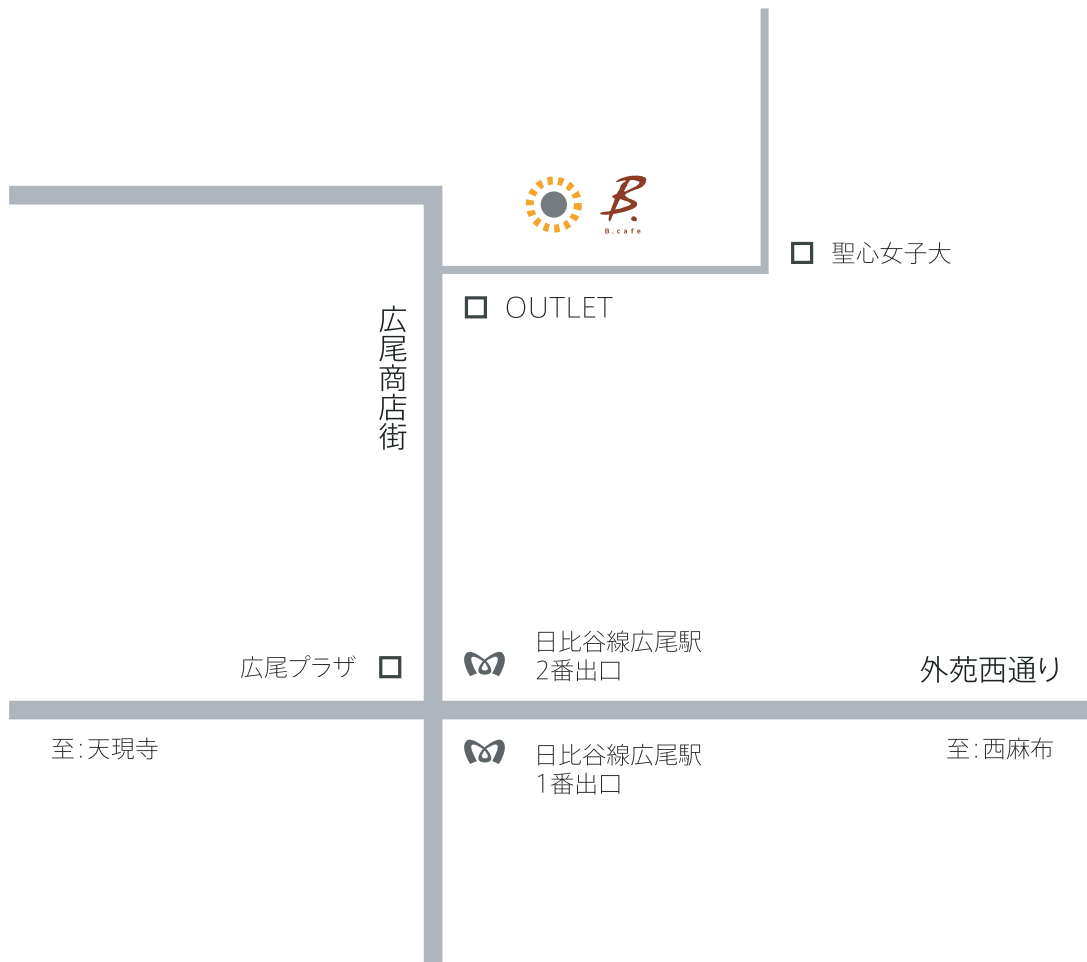 B.
B.cafe
聖心女子大
OUTLET
広尾商店街
日比谷線広尾駅
2番出口
広尾プラザ
外苑西通り
至:天現寺
日比谷線広尾駅
1番出口
至:西麻布